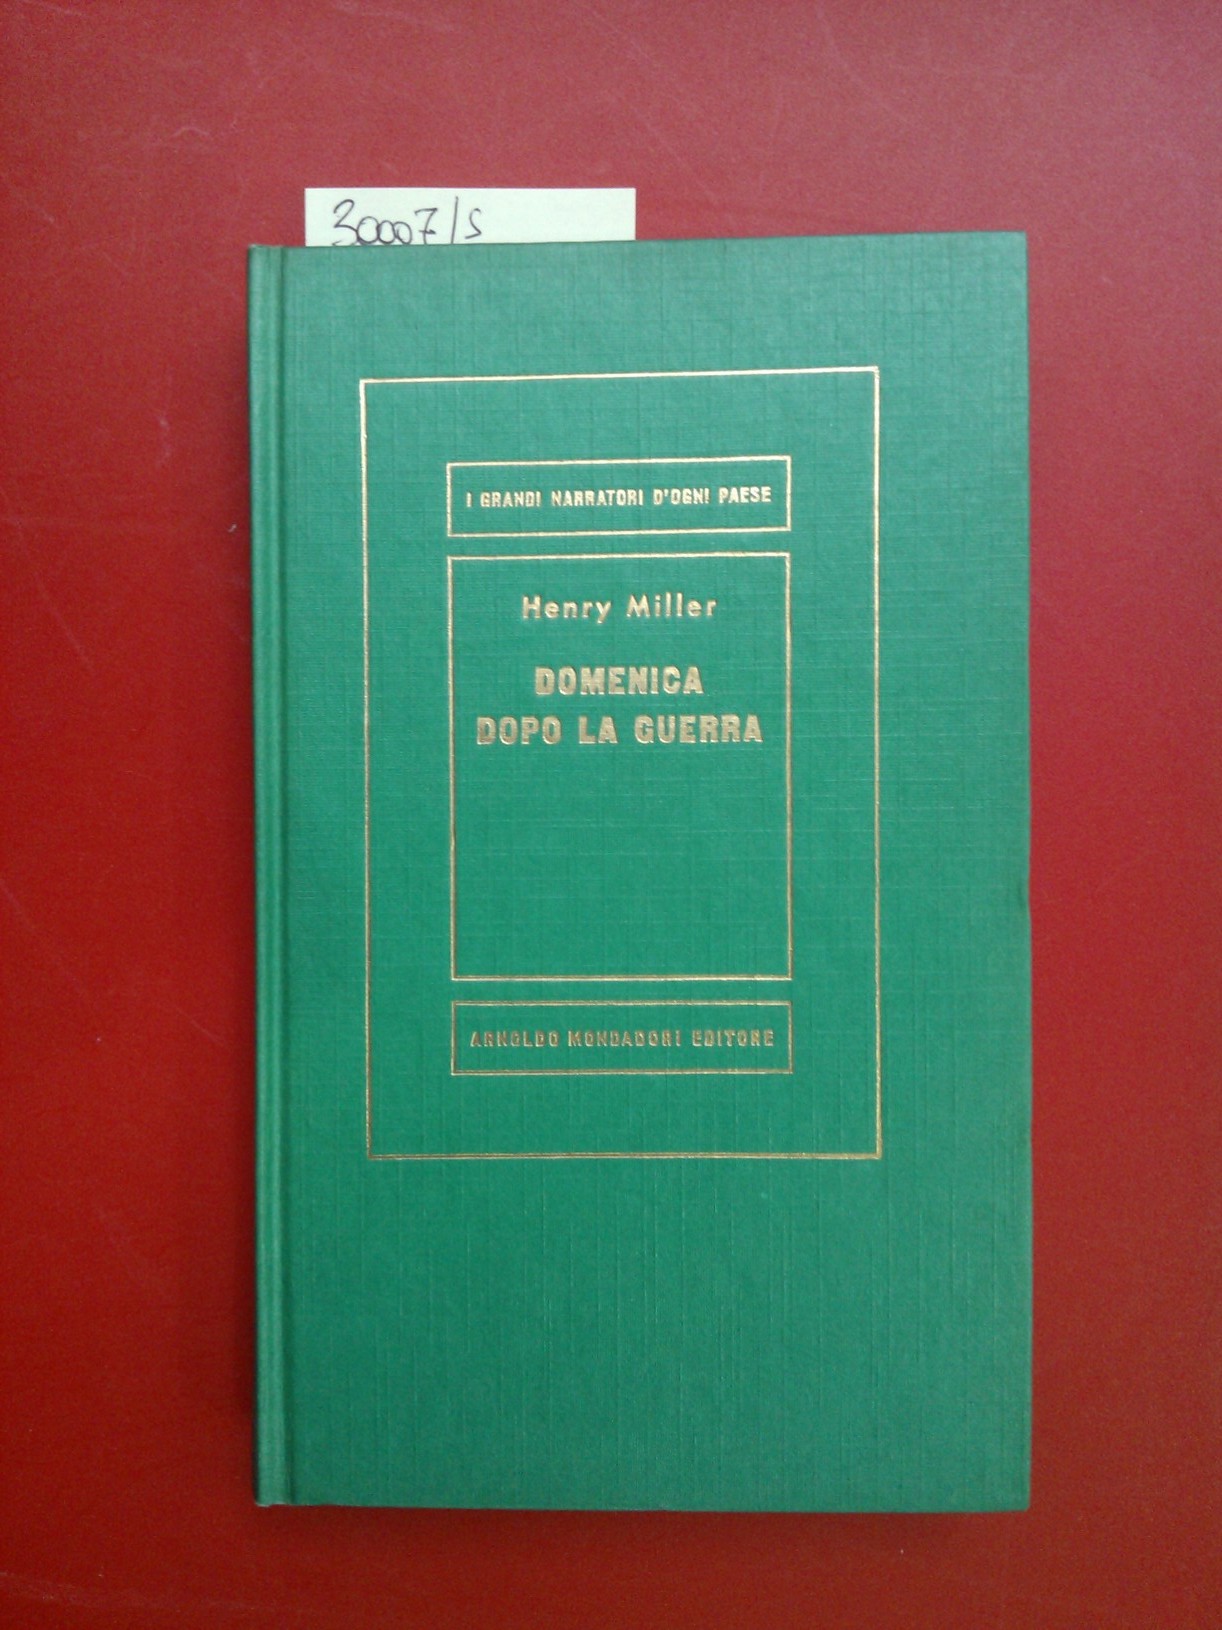 30007/s
I GRANDI NARRATORI D'OGNI PAESE
Henry Miller
DOMENICA
DOPO LA GUERRA
ARNOLDO MONDADORI EDITORE